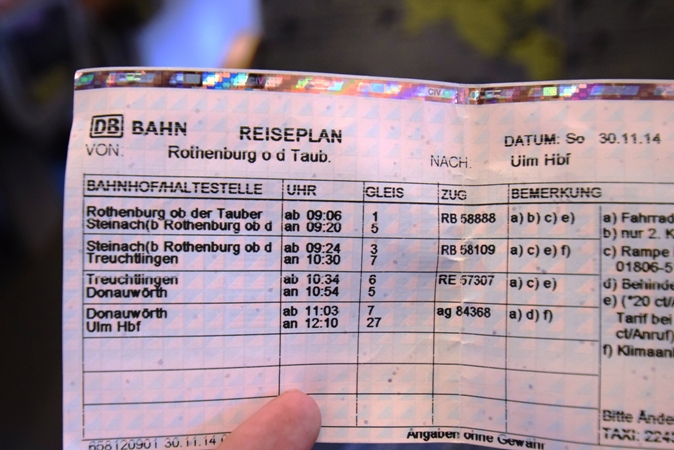 DB BAHN REISEPLAN DATUM: So 30.11.14
VON: Rothenburg o d Taub. NACH: Ulm Hbf
BAHNHOF/HALTESTELLE UHR GLEIS ZUG BEMERKUNG
Rothenburg ob der Tauber ab 09:06 1 RB 58888 a) b) c) e)
Steinach(b Rothenburg ob d an 09:20 5
Steinach(b Rothenburg ob d ab 09:24 3 RB 58109 a) c) e) f)
Treuchtlingen an 10:30 7
Treuchtlingen ab 10:34 6 RE 57307 a) c) e)
Donauwörth an 10:54 5
Donauwörth ab 11:03 7 ag 84368 a) d) f)
Ulm Hbf an 12:10 27
a) Fahrrad
b) nur 2. K
c) Rampe
01806-5
d) Behinde
e) (*20 ct/
Tarif bei
ct/Anruf)
f) Klimaanl
Bitte Ände
TAXI: 224
658120901 30.11.14
Angaben ohne Gewähr